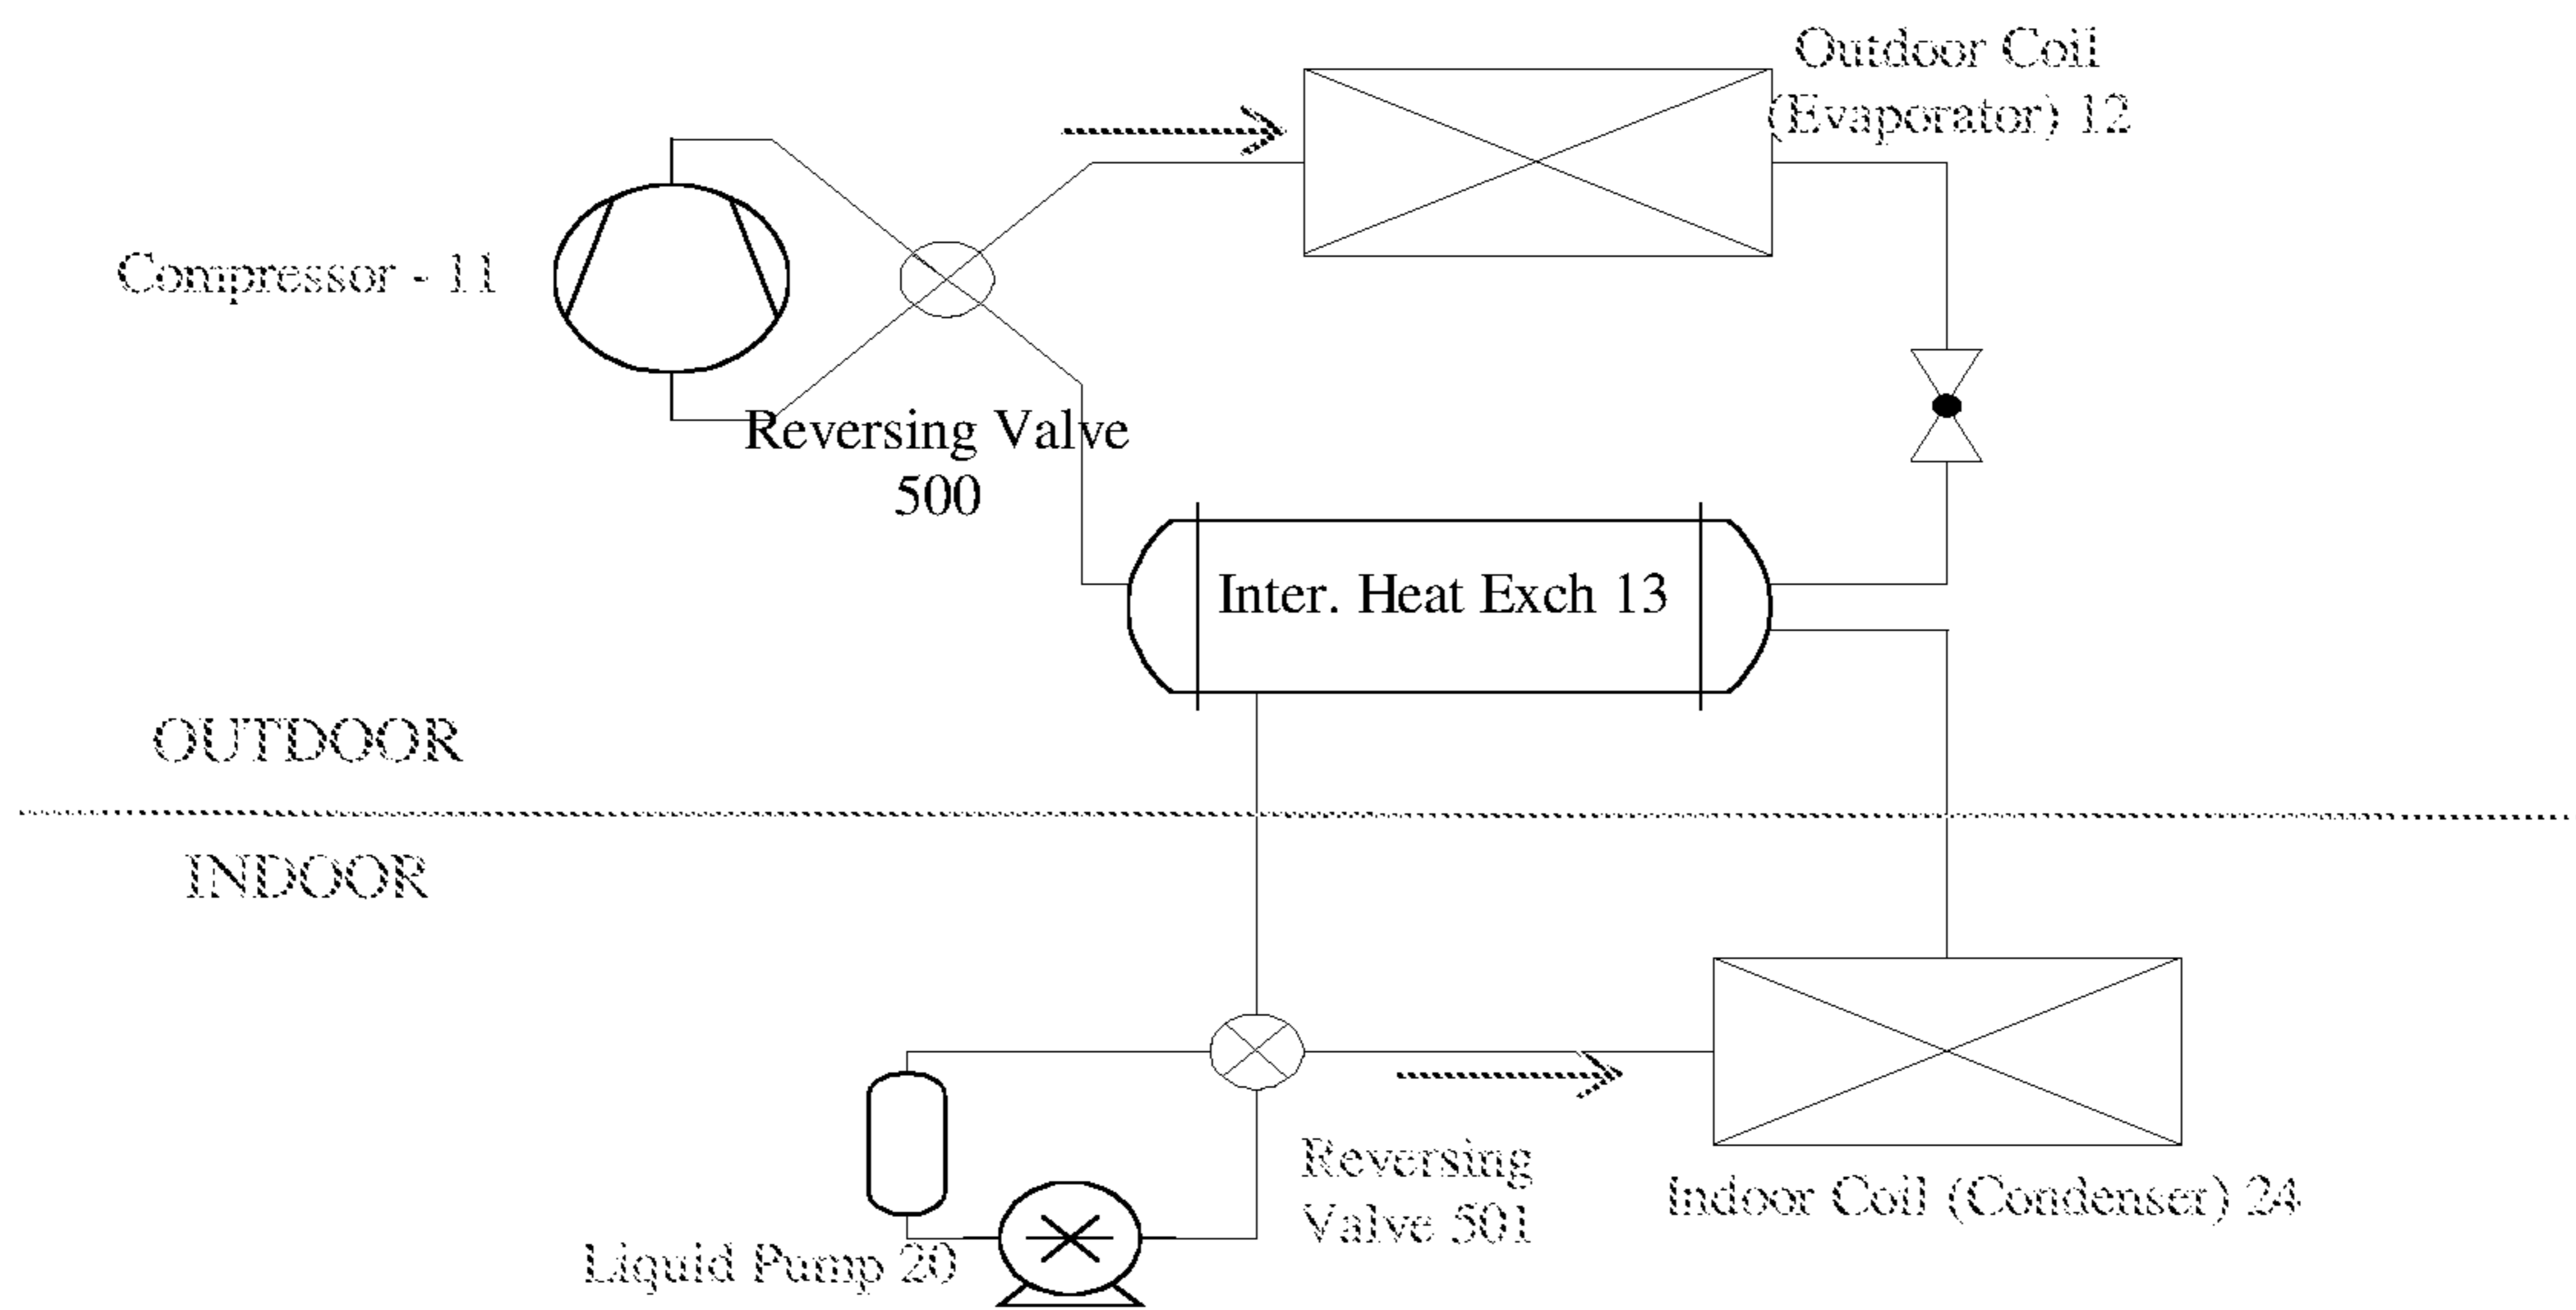 Outdoor Coil
(Evaporator) 12
Compressor - 11
Reversing Valve
500
Inter. Heat Exch 13
OUTDOOR
INDOOR
Reversing
Valve 501
Indoor Coil (Condenser) 24
Liquid Pump 20